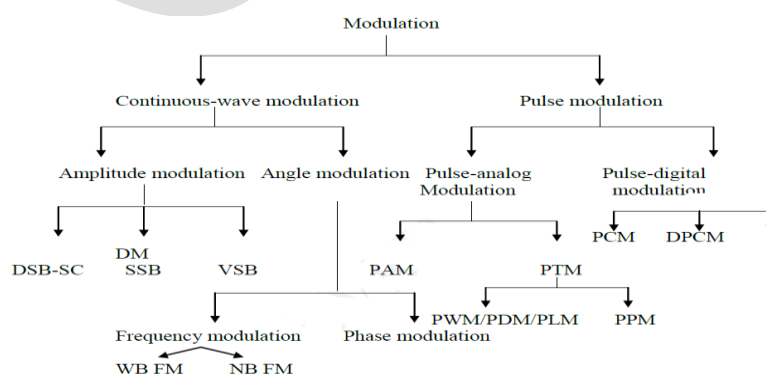 Modulation
Continuous-wave modulation Pulse modulation
Amplitude modulation Angle modulation Pulse-analog Pulse-digital
Modulation modulation
PCM DPCM
DM
DSB-SC SSB VSB PAM PTM
PWM/PDM/PLM PPM
Frequency modulation Phase modulation
WB FM NB FM